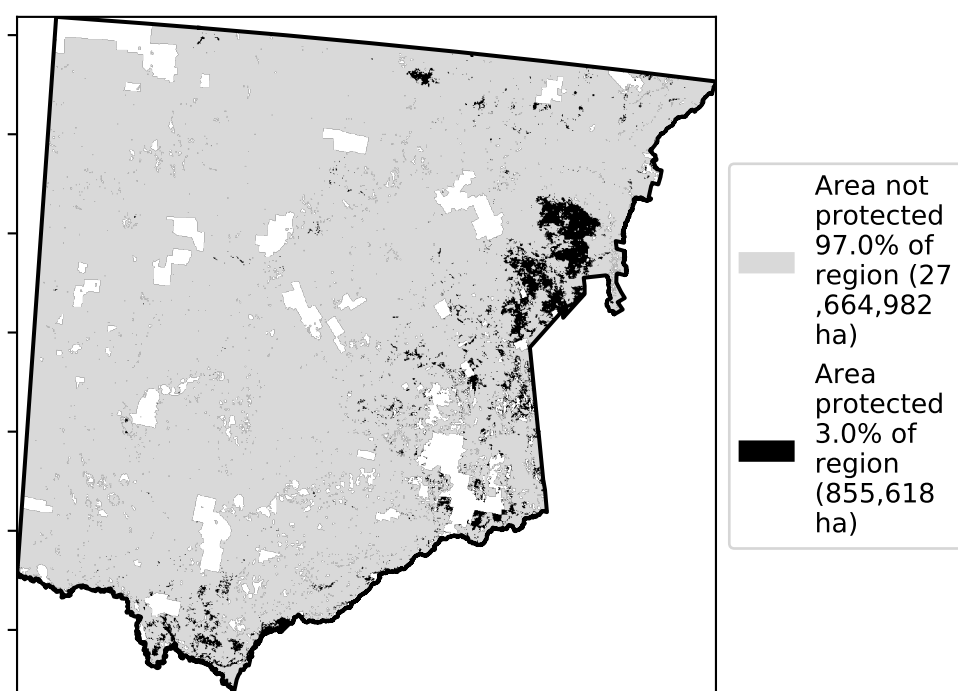 Area not
protected
97.0% of
region (27
,664,982
ha)
Area
protected
3.0% of
region
(855,618
ha)